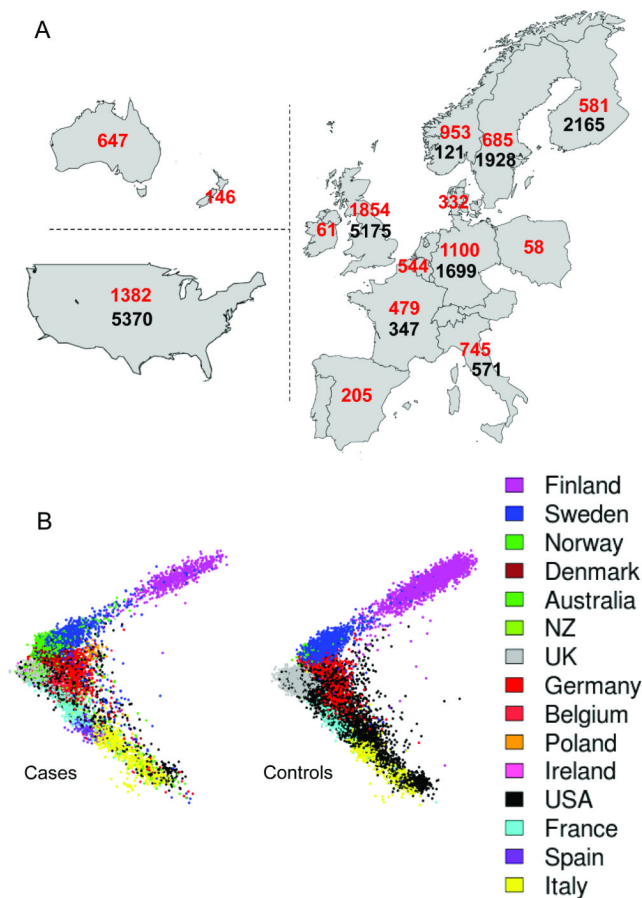 A
647
146
1382
5370
953
121
685
1928
581
2165
332
1854
5175
61
544
1100
1699
58
479
347
745
571
205
B
Cases
Controls
Finland
Sweden
Norway
Denmark
Australia
NZ
UK
Germany
Belgium
Poland
Ireland
USA
France
Spain
Italy